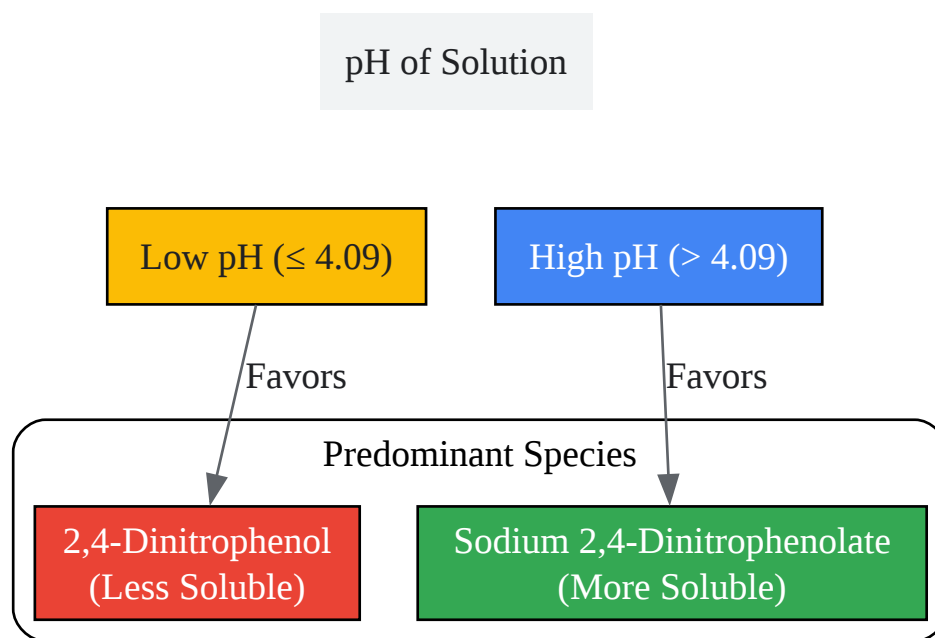 pH of Solution
Low pH (≤ 4.09)
High pH (> 4.09)
Favors
Favors
Predominant Species
2,4-Dinitrophenol
(Less Soluble)
Sodium 2,4-Dinitrophenolate
(More Soluble)